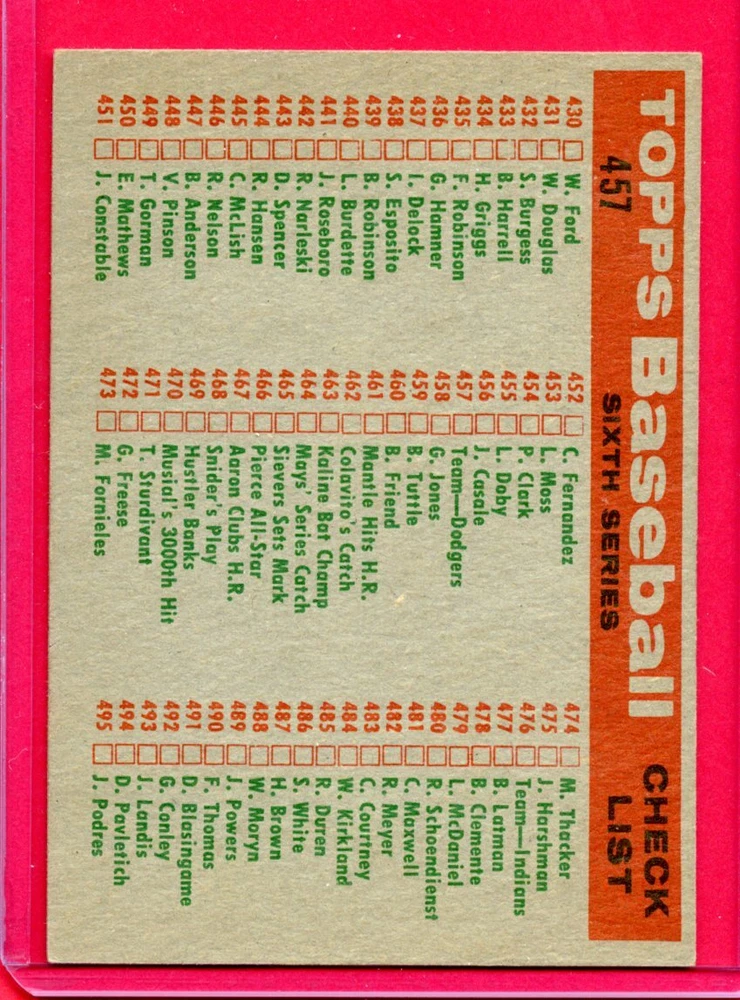 TOPPS Baseball CHECK LIST
457 SIXTH SERIES
430 W. Ford
431 W. Douglas
432 S. Burgess
433 B. Harrell
434 H. Griggs
435 F. Robinson
436 G. Hamner
437 I. Delock
438 S. Esposito
439 B. Robinson
440 L. Burdette
441 J. Roseboro
442 R. Narleski
443 D. Spencer
444 R. Hansen
445 C. McLish
446 R. Nelson
447 B. Anderson
448 V. Pinson
449 T. Gorman
450 E. Mathews
451 J. Constable
452 C. Fernandez
453 L. Moss
454 P. Clark
455 L. Doby
456 J. Casale
457 Team—Dodgers
458 G. Jones
459 B. Tuttle
460 B. Friend
461 Mantle Hits H.R.
462 Colavito's Catch
463 Kaline Bat Champ
464 Mays' Series Catch
465 Sievers Sets Mark
466 Pierce All-Star
467 Aaron Clubs H.R.
468 Snider's Play
469 Hustler Banks
470 Musial's 3000th Hit
471 T. Sturdivant
472 G. Freese
473 M. Fornieles
474 M. Thacker
475 J. Harshman
476 Team—Indians
477 B. Latman
478 B. Clemente
479 L. McDaniel
480 R. Schoendienst
481 C. Maxwell
482 R. Meyer
483 C. Courtney
484 W. Kirkland
485 R. Duren
486 S. White
487 H. Brown
488 W. Moryn
489 J. Powers
490 F. Thomas
491 D. Blasingame
492 G. Conley
493 J. Landis
494 D. Pavletich
495 J. Podres